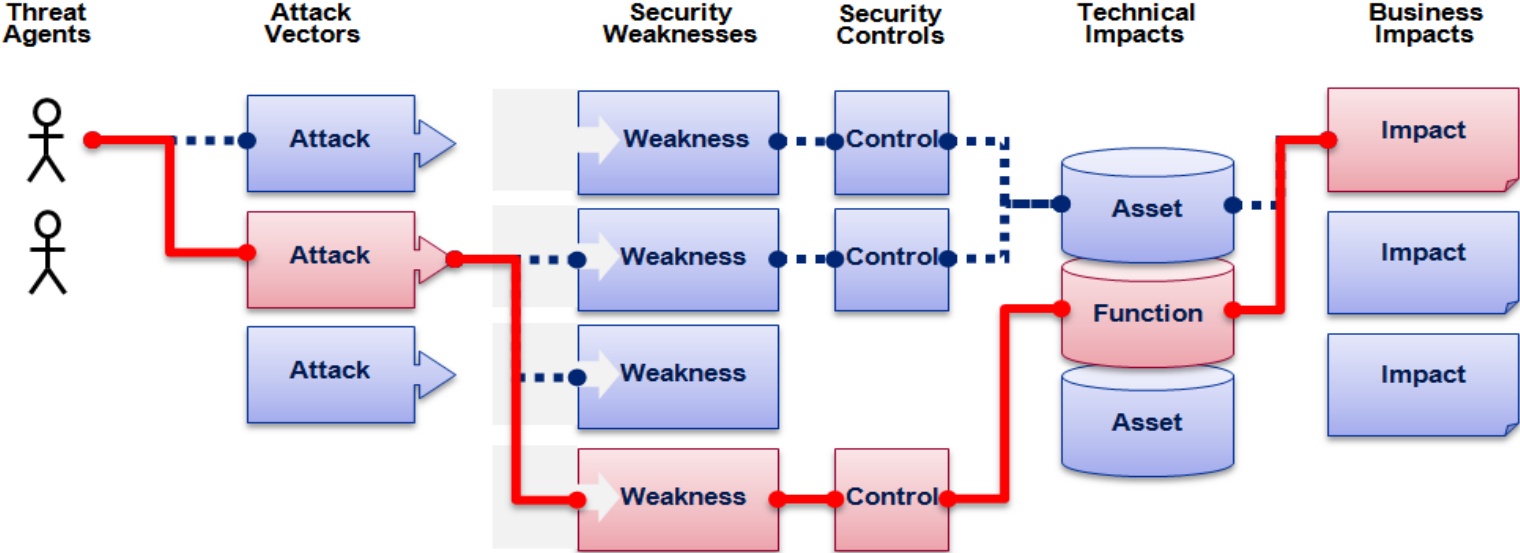 Threat Agents
Attack Vectors
Security Weaknesses
Security Controls
Technical Impacts
Business Impacts
Attack
Weakness
Control
Impact
Asset
Attack
Weakness
Control
Impact
Function
Attack
Weakness
Impact
Asset
Weakness
Control